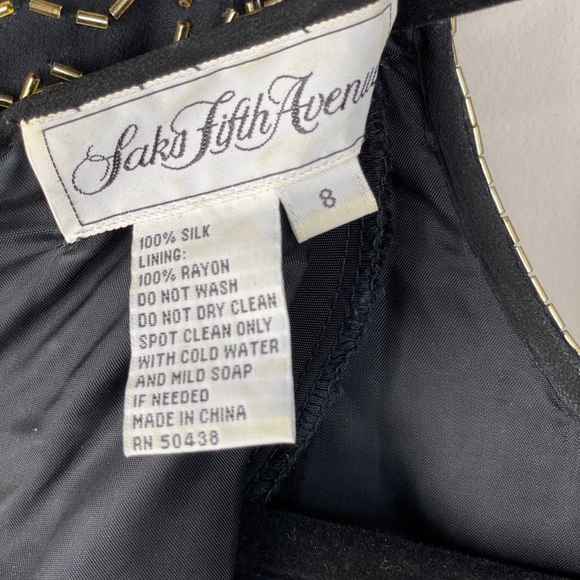 Saks Fifth Avenue
8
100% SILK
LINING:
100% RAYON
DO NOT WASH
DO NOT DRY CLEAN
SPOT CLEAN ONLY
WITH COLD WATER
AND MILD SOAP
IF NEEDED
MADE IN CHINA
RN 50438